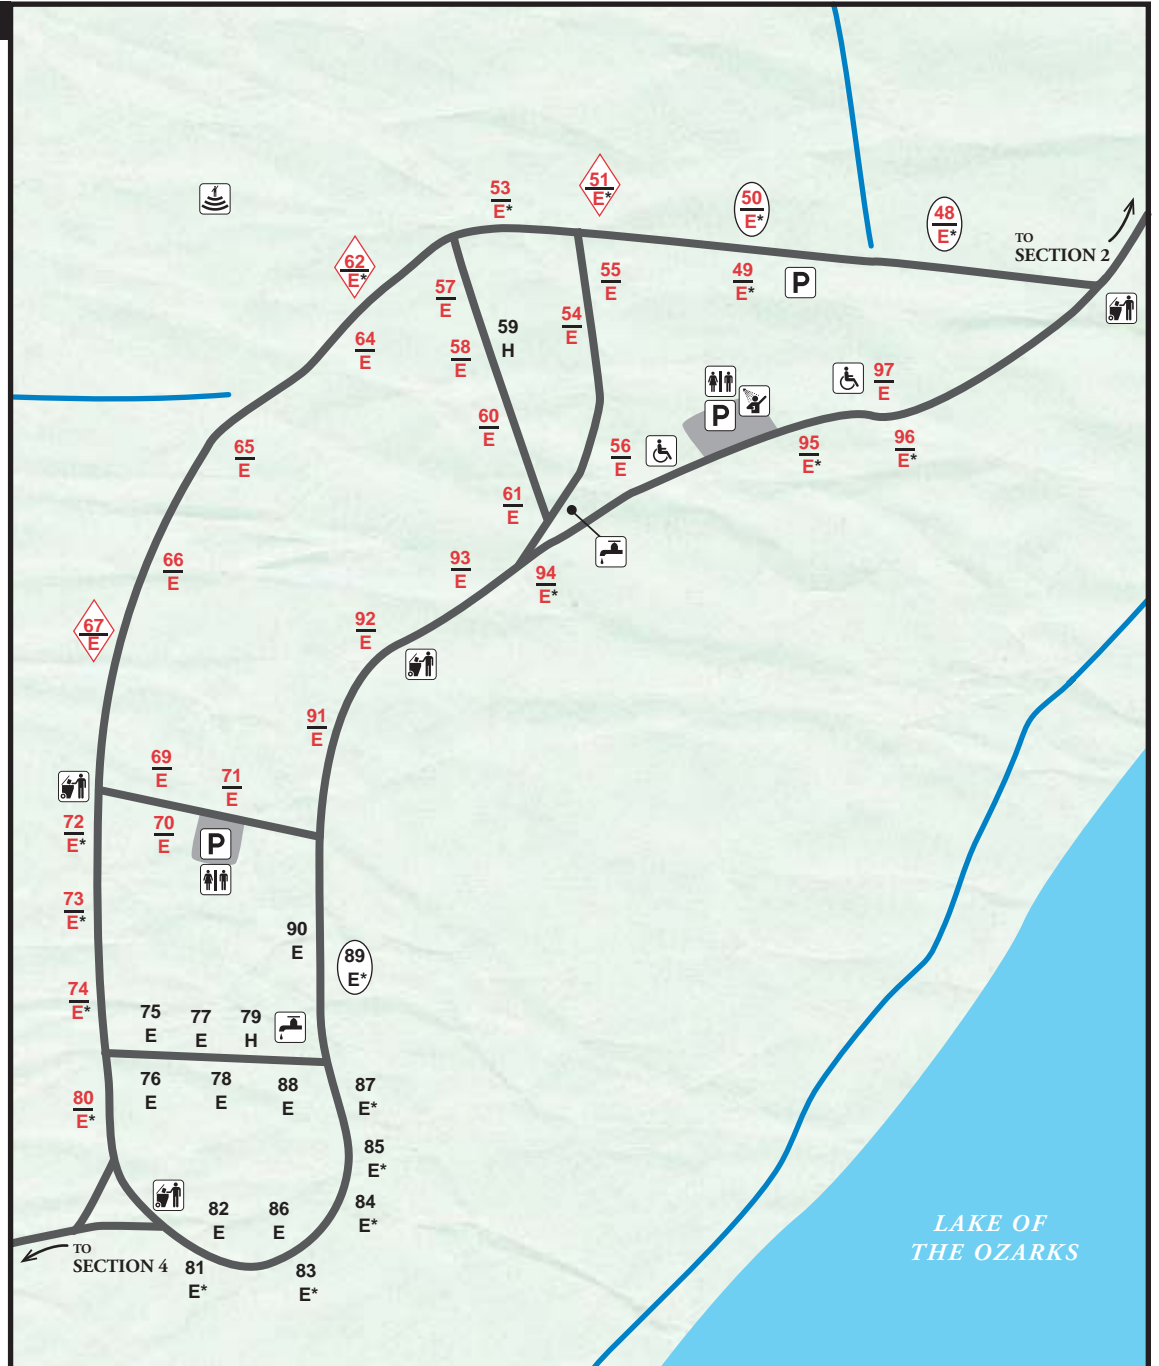 51
E*
53
E*
50
E*
48
E*
TO
SECTION 2
62
E*
57
E
55
E
49
E*
P
54
E
59
H
64
E
58
E
97
E
P
60
E
65
E
56
E
95
E*
96
E*
61
E
66
E
93
E
94
E*
67
E
92
E
91
E
69
E
71
E
72
E*
70
E
P
73
E*
90
E
89
E*
74
E*
75
E
77
E
79
H
76
E
78
E
88
E
87
E*
80
E*
85
E*
82
E
86
E
84
E*
LAKE OF
THE OZARKS
TO
SECTION 4
81
E*
83
E*